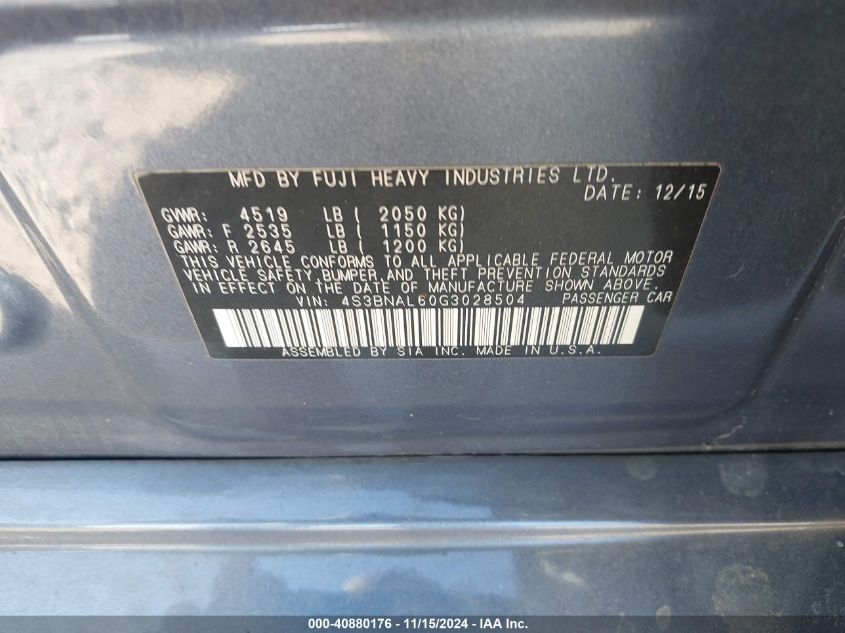 MFD BY FUJI HEAVY INDUSTRIES LTD.
DATE: 12/15
GVWR: 4519 LB ( 2050 KG)
GAWR: F 2535 LB ( 1150 KG)
GAWR: R 2645 LB ( 1200 KG)
THIS VEHICLE CONFORMS TO ALL APPLICABLE FEDERAL MOTOR
VEHICLE SAFETY, BUMPER, AND THEFT PREVENTION STANDARDS
IN EFFECT ON THE DATE OF MANUFACTURE SHOWN ABOVE.
VIN: 4S3BNAL60G3028504 PASSENGER CAR
ASSEMBLED BY SIA INC. MADE IN U.S.A.
000-40880176 - 11/15/2024 - IAA Inc.